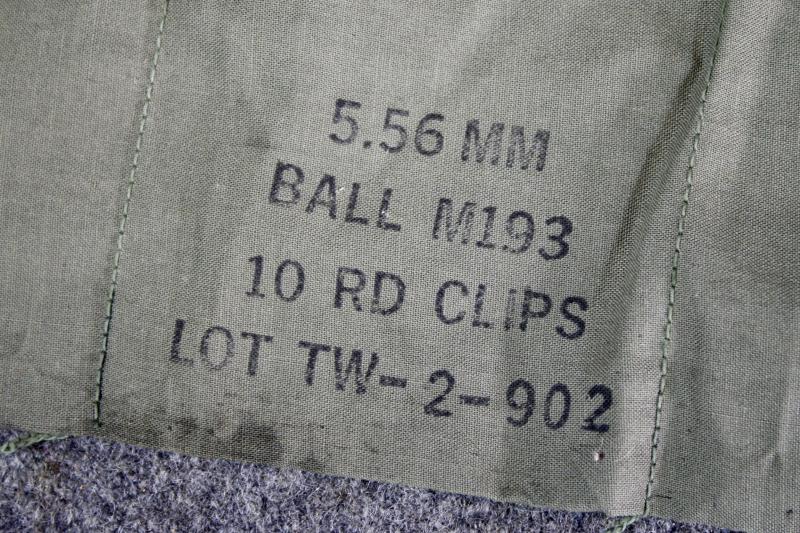 5.56 MM
BALL M193
10 RD CLIPS
LOT TW-2-902